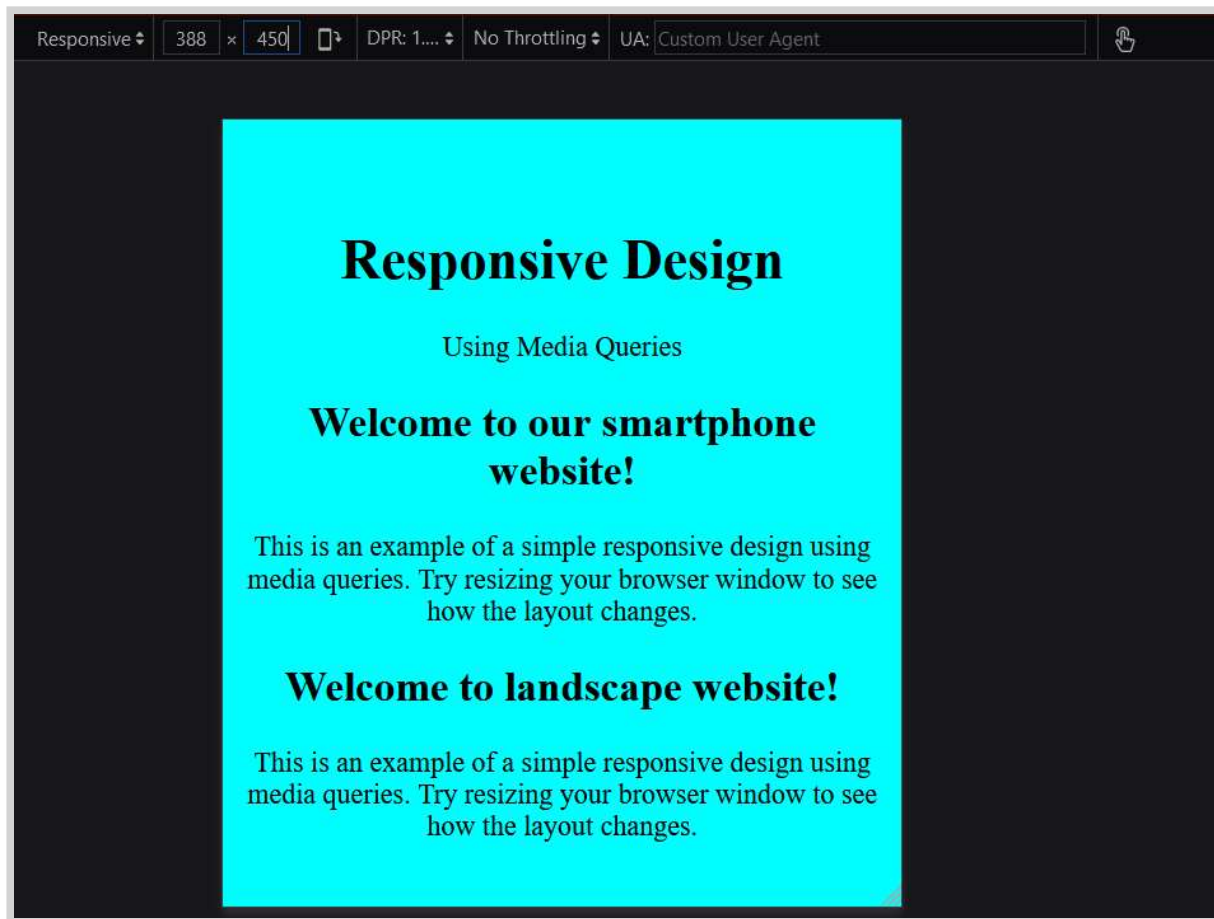 Responsive 388 × 450 DPR: 1.... No Throttling UA: Custom User Agent
Responsive Design
Using Media Queries
Welcome to our smartphone
website!
This is an example of a simple responsive design using
media queries. Try resizing your browser window to see
how the layout changes.
Welcome to landscape website!
This is an example of a simple responsive design using
media queries. Try resizing your browser window to see
how the layout changes.